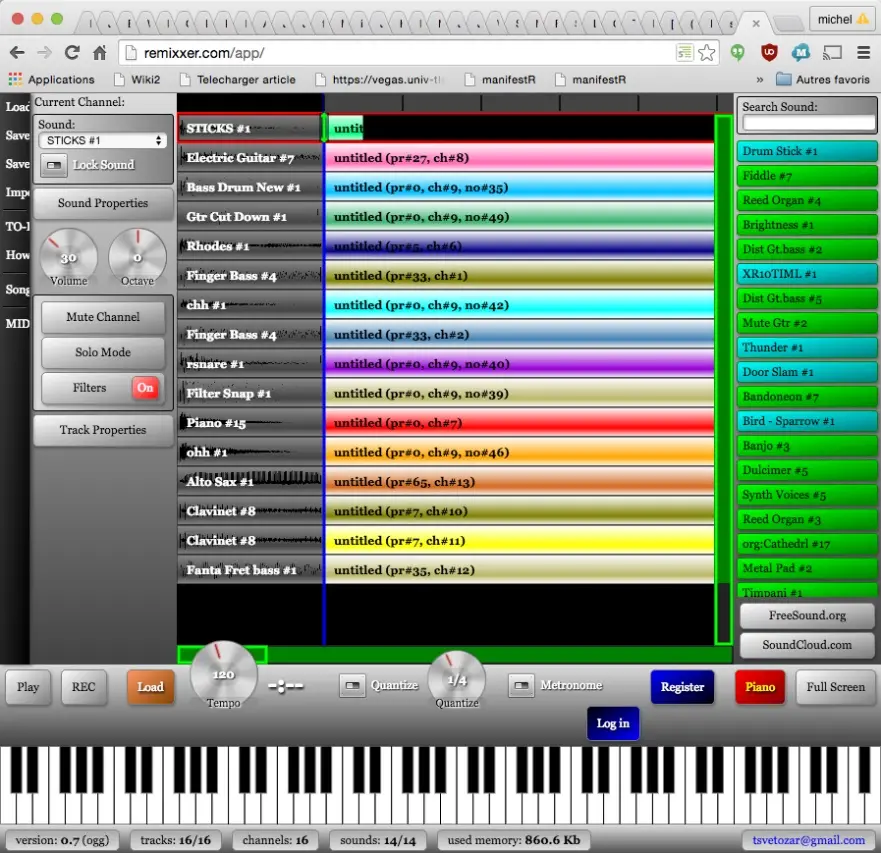 michel
remixxer.com/app/
Applications
Wiki2
Telecharger article
https://vegas.univ-tl
manifestR
manifestR
»
Autres favoris
Load
Save
Save
Impo
How
Song
MIDI
Current Channel:
Sound:
STICKS #1
Lock Sound
Sound Properties
30
0
Volume
Octave
Mute Channel
Solo Mode
Filters
On
Track Properties
STICKS #1
untit
Electric Guitar #7
untitled (pr#27, ch#8)
Bass Drum New #1
untitled (pr#0, ch#9, no#35)
Gtr Cut Down #1
untitled (pr#0, ch#9, no#49)
Rhodes #1
untitled (pr#5, ch#6)
Finger Bass #4
untitled (pr#33, ch#1)
chh #1
untitled (pr#0, ch#9, no#42)
Finger Bass #4
untitled (pr#33, ch#2)
rsnare #1
untitled (pr#0, ch#9, no#40)
Filter Snap #1
untitled (pr#0, ch#9, no#39)
Piano #15
untitled (pr#0, ch#7)
ohh #1
untitled (pr#0, ch#9, no#46)
Alto Sax #1
untitled (pr#65, ch#13)
Clavinet #8
untitled (pr#7, ch#10)
Clavinet #8
untitled (pr#7, ch#11)
Fanta Fret bass #1
untitled (pr#35, ch#12)
Search Sound:
Drum Stick #1
Fiddle #7
Reed Organ #4
Brightness #1
Dist Gt.bass #2
XR10TIML #1
Dist Gt.bass #5
Mute Gtr #2
Thunder #1
Door Slam #1
Bandoneon #7
Bird - Sparrow #1
Banjo #3
Dulcimer #5
Synth Voices #5
Reed Organ #3
org:Cathedrl #17
Metal Pad #2
Timpani #1
FreeSound.org
SoundCloud.com
Play
REC
Load
120
Tempo
-:--
Quantize
1/4
Quantize
Metronome
Register
Piano
Full Screen
Log in
version: 0.7 (ogg)
tracks: 16/16
channels: 16
sounds: 14/14
used memory: 860.6 Kb
tsvetozar@gmail.com